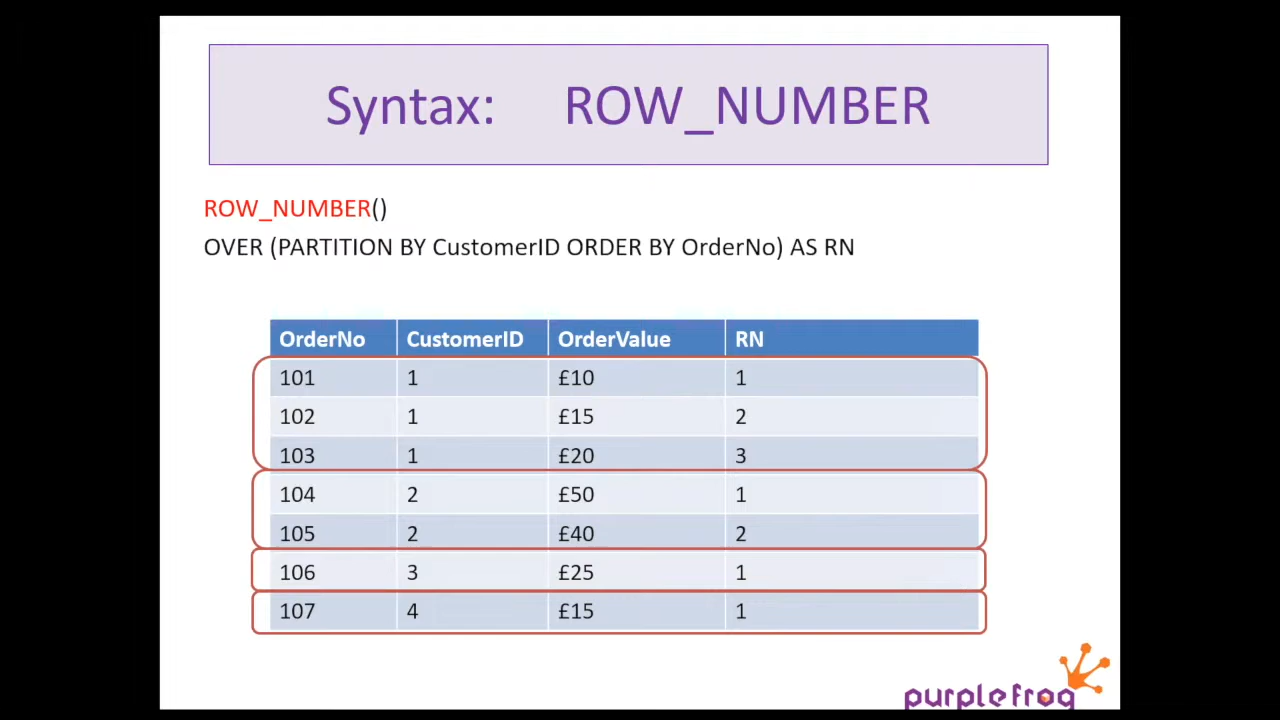 Syntax: ROW_NUMBER
ROW_NUMBER()
OVER (PARTITION BY CustomerID ORDER BY OrderNo) AS RN
OrderNo CustomerID OrderValue RN
101 1 £10 1
102 1 £15 2
103 1 £20 3
104 2 £50 1
105 2 £40 2
106 3 £25 1
107 4 £15 1
purplefrog